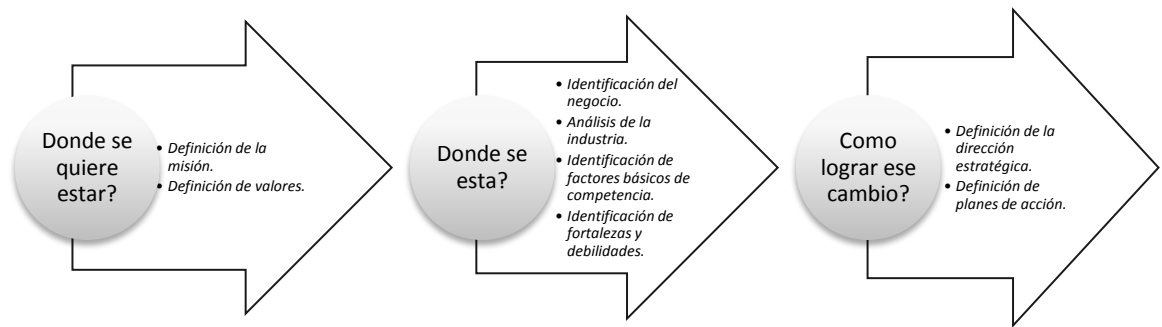 Donde se
quiere
estar?
• Definición de la
misión.
• Definición de valores.
Donde se
esta?
• Identificación del
negocio.
• Análisis de la
industria.
• Identificación de
factores básicos de
competencia.
• Identificación de
fortalezas y
debilidades.
Como
lograr ese
cambio?
• Definición de la
dirección
estratégica.
• Definición de
planes de acción.